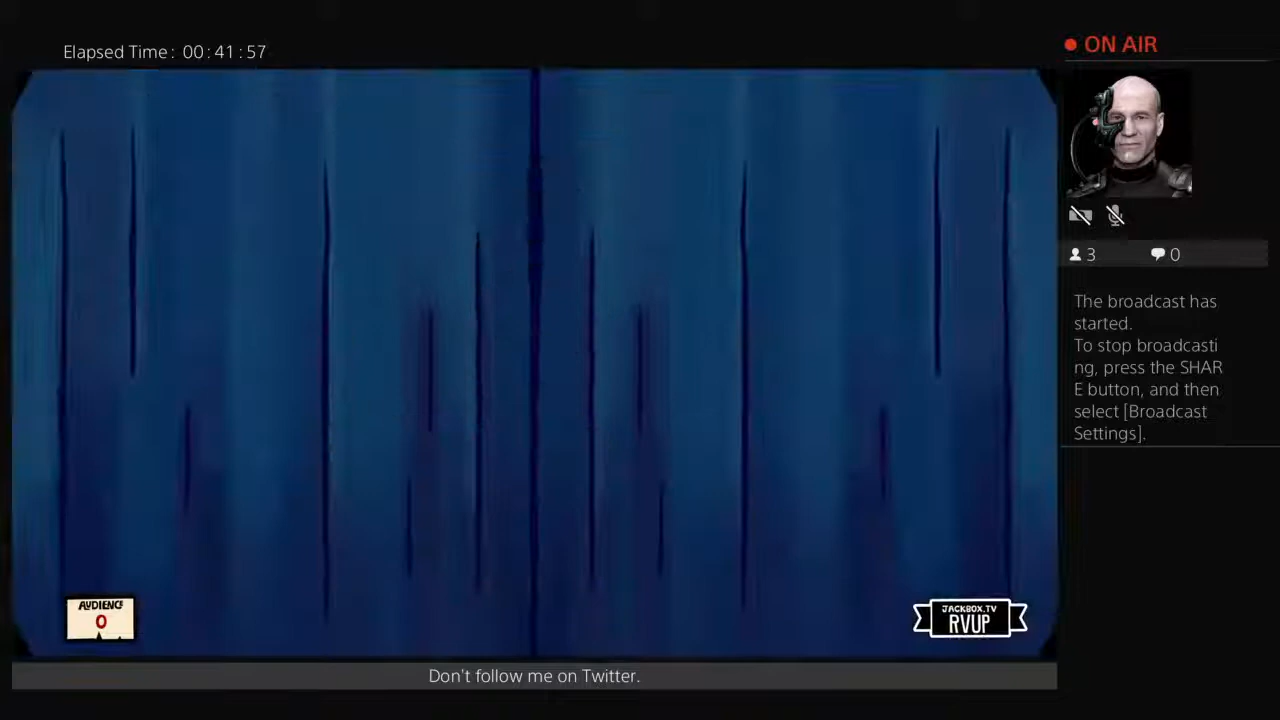 Elapsed Time: 00:41:57
ON AIR
3
0
The broadcast has
started.
To stop broadcasti
ng, press the SHAR
E button, and then
select [Broadcast
Settings].
AUDIENCE
0
JACKBOX.TV
RVUP
Don't follow me on Twitter.